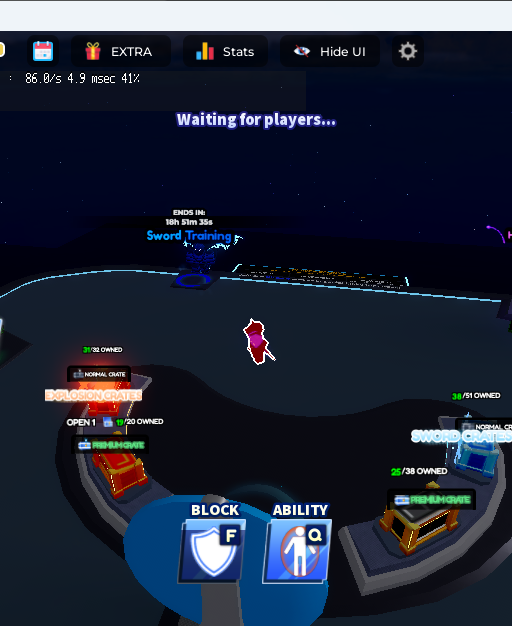 EXTRA
Stats
Hide UI
: 86.0/s 4.9 msec 41%
Waiting for players...
ENDS IN:
18h 51m 35s
Sword Training
31/32 OWNED
NORMAL CRATE
EXPLOSION CRATES
OPEN 1
19/20 OWNED
PREMIUM CRATE
38/51 OWNED
NORMAL CR
SWORD CRATES
25/38 OWNED
PREMIUM CRATE
BLOCK
ABILITY
F
Q